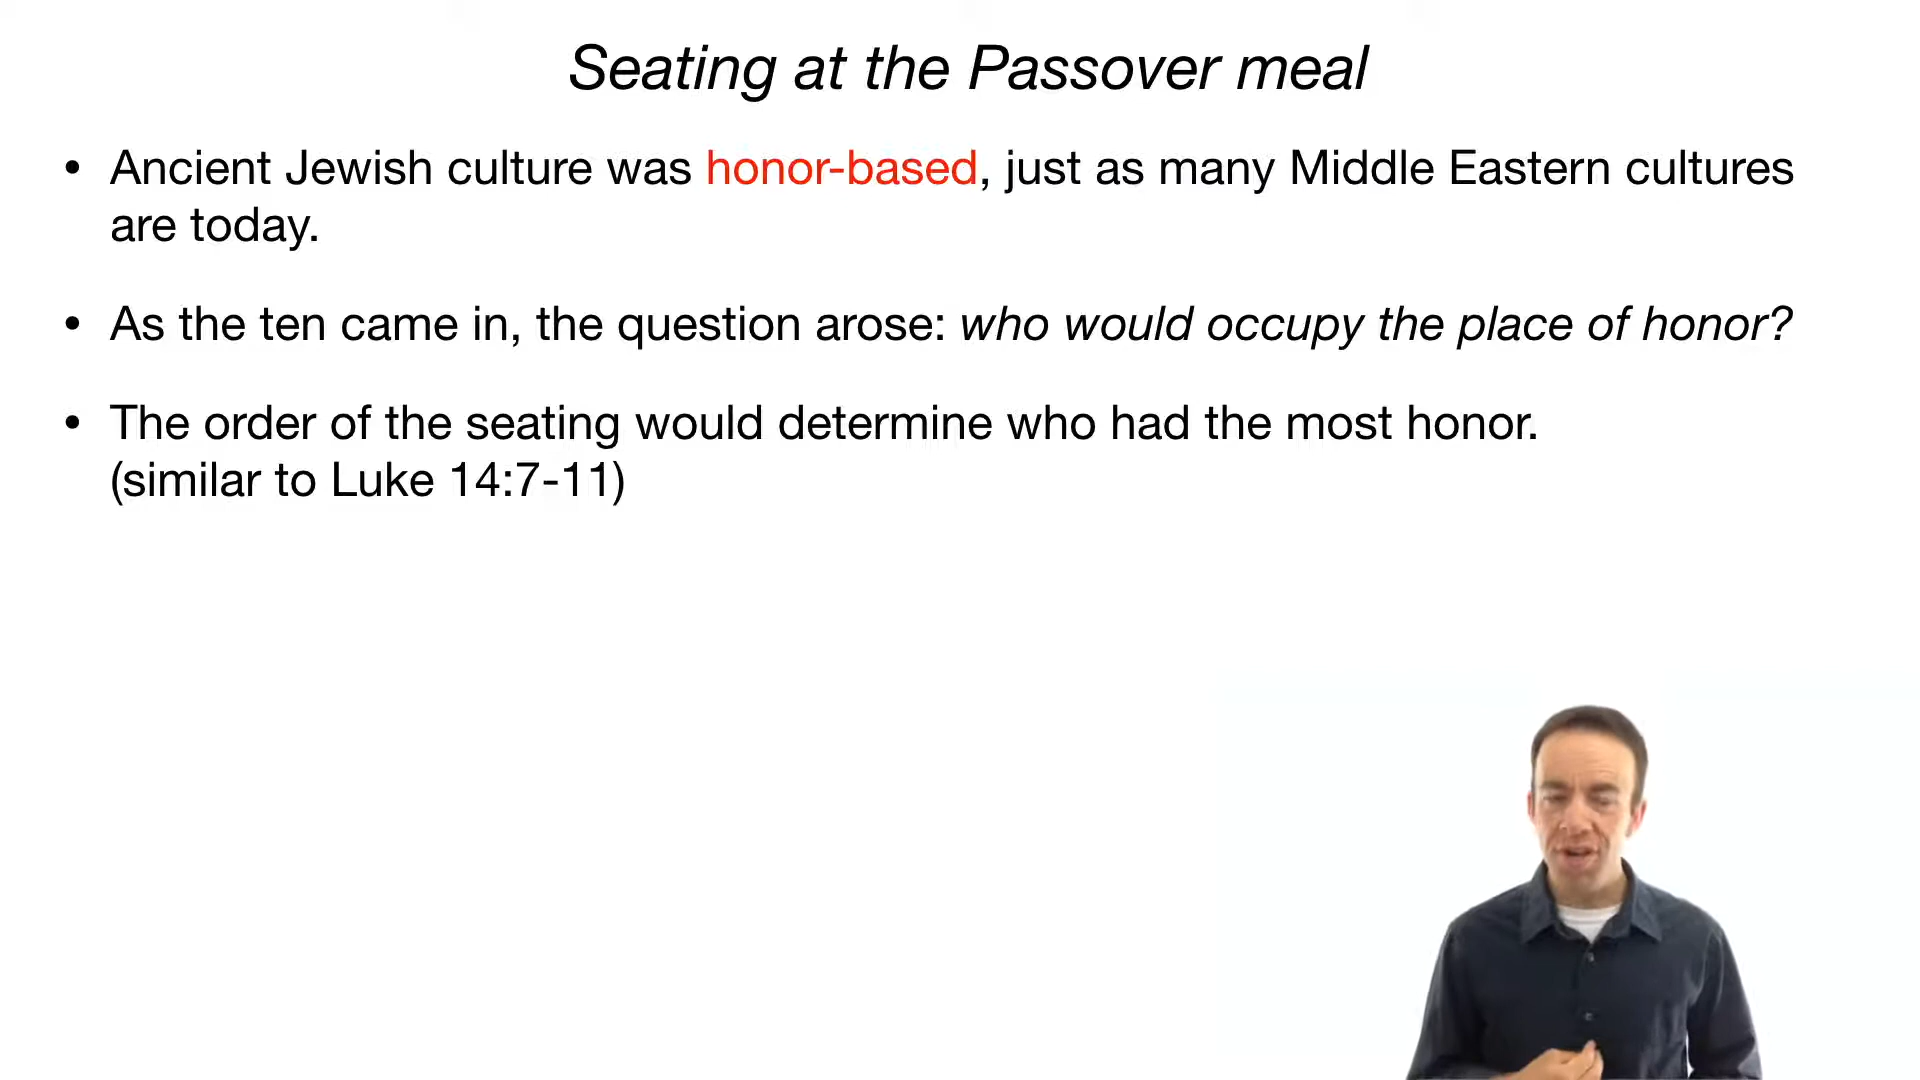 Seating at the Passover meal
• Ancient Jewish culture was honor-based, just as many Middle Eastern cultures
are today.
• As the ten came in, the question arose: who would occupy the place of honor?
• The order of the seating would determine who had the most honor.
(similar to Luke 14:7-11)